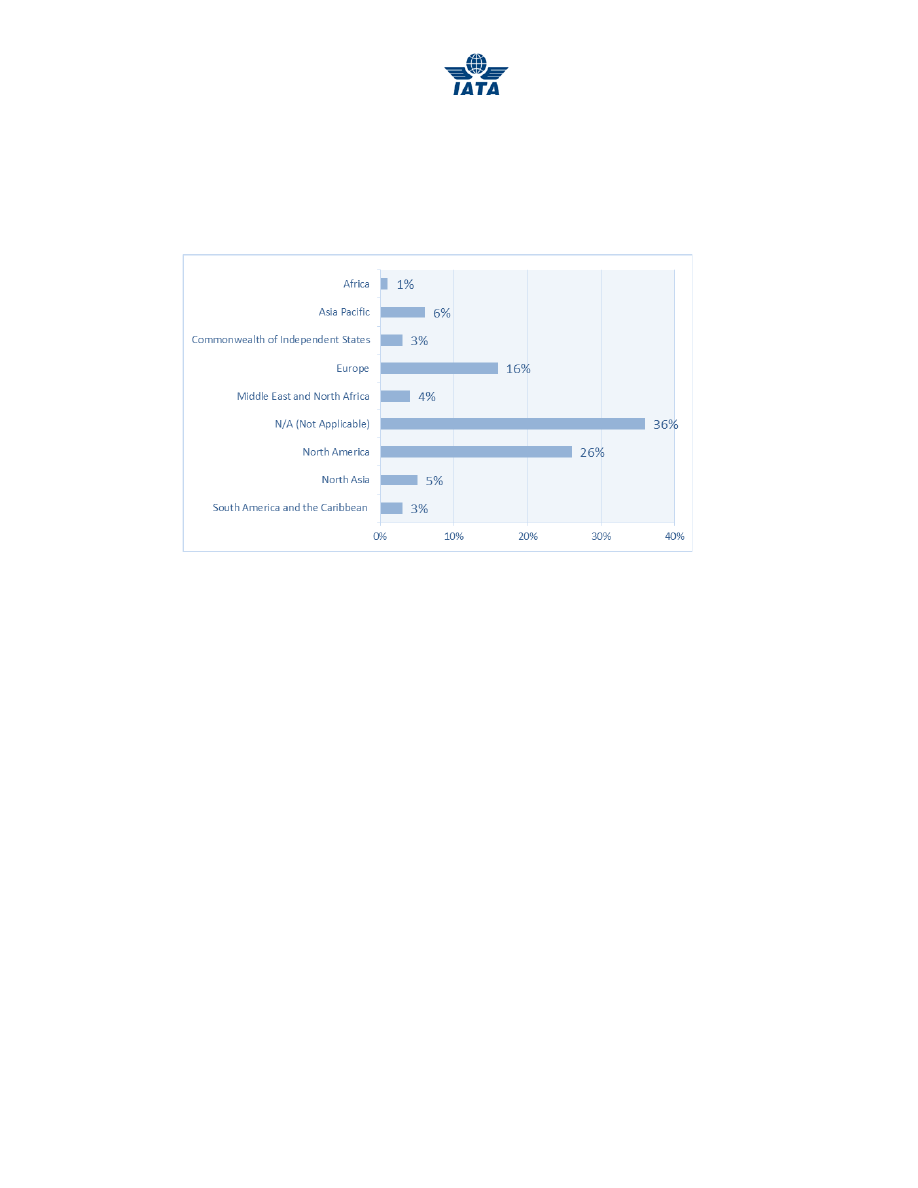 IATA
Africa 1%
Asia Pacific 6%
Commonwealth of Independent States 3%
Europe 16%
Middle East and North Africa 4%
N/A (Not Applicable) 36%
North America 26%
North Asia 5%
South America and the Caribbean 3%
0% 10% 20% 30% 40%